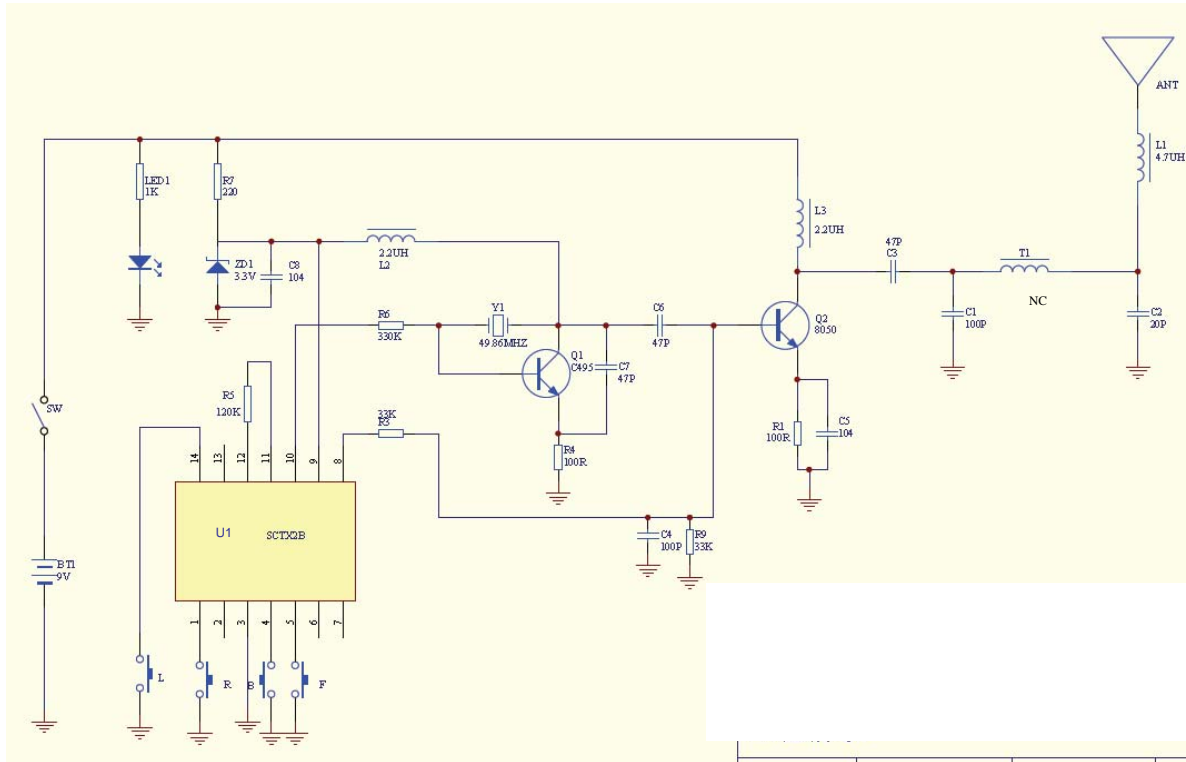 ANT
L1
4.7UH
LED1
1K
R7
220
L3
2.2UH
47P
C3
T1
NC
ZD1
3.3V
C8
104
2.2UH
L2
C1
100P
C2
20P
R6
330K
Y1
49.86MHZ
C6
47P
Q2
8050
Q1
C495
C7
47P
SW
R5
120K
33K
R3
R4
100R
R1
100R
C5
104
14
13
12
11
10
9
8
U1
SCTX2B
C4
100P
R9
33K
BT1
9V
1
2
3
4
5
6
7
L
R
B
F